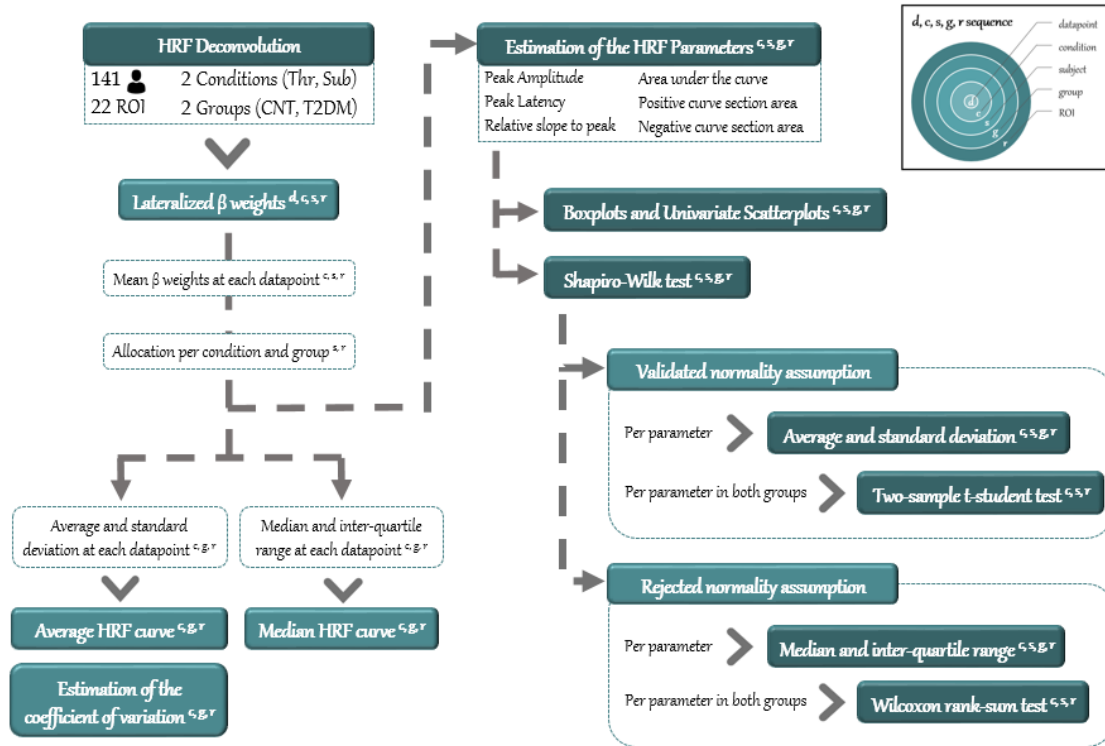 HRF Deconvolution
141 2 Conditions (Thr, Sub)
22 ROI 2 Groups (CNT, T2DM)
Lateralized β weights d, c, s, r
Mean β weights at each datapoint c, s, r
Allocation per condition and group s, r
Average and standard
deviation at each datapoint c, g, r
Median and inter-quartile
range at each datapoint c, g, r
Average HRF curve c, g, r
Median HRF curve c, g, r
Estimation of the
coefficient of variation c, g, r
Estimation of the HRF Parameters c, s, g, r
Peak Amplitude Area under the curve
Peak Latency Positive curve section area
Relative slope to peak Negative curve section area
Boxplots and Univariate Scatterplots c, s, g, r
Shapiro-Wilk test c, s, g, r
Validated normality assumption
Per parameter
Average and standard deviation c, s, g, r
Per parameter in both groups
Two-sample t-student test c, s, r
Rejected normality assumption
Per parameter
Median and inter-quartile range c, s, g, r
Per parameter in both groups
Wilcoxon rank-sum test c, s, r
d, c, s, g, r sequence
datapoint
condition
subject
group
ROI
d
c
s
g
r